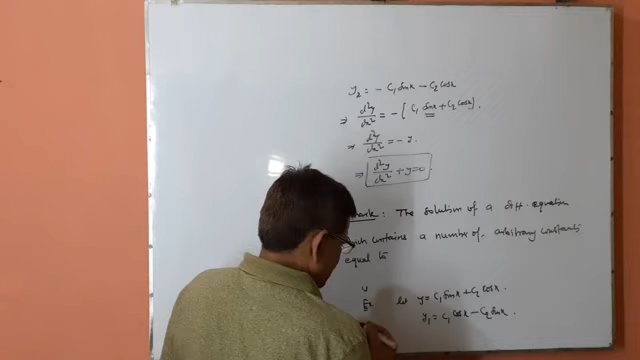 y₂ = - C₁ sinx - C₂ cosx
⇒ d²y/dx² = -[ C₁ sinx + C₂ cosx ].
⇒ d²y/dx² = - y.
⇒ d²y/dx² + y = 0
mark: The solution of a diff. equation
contains a number of arbitrary constants
equal to
Ex let y = C₁ sinx + C₂ cosx.
y₁ = C₁ cosx - C₂ sinx.